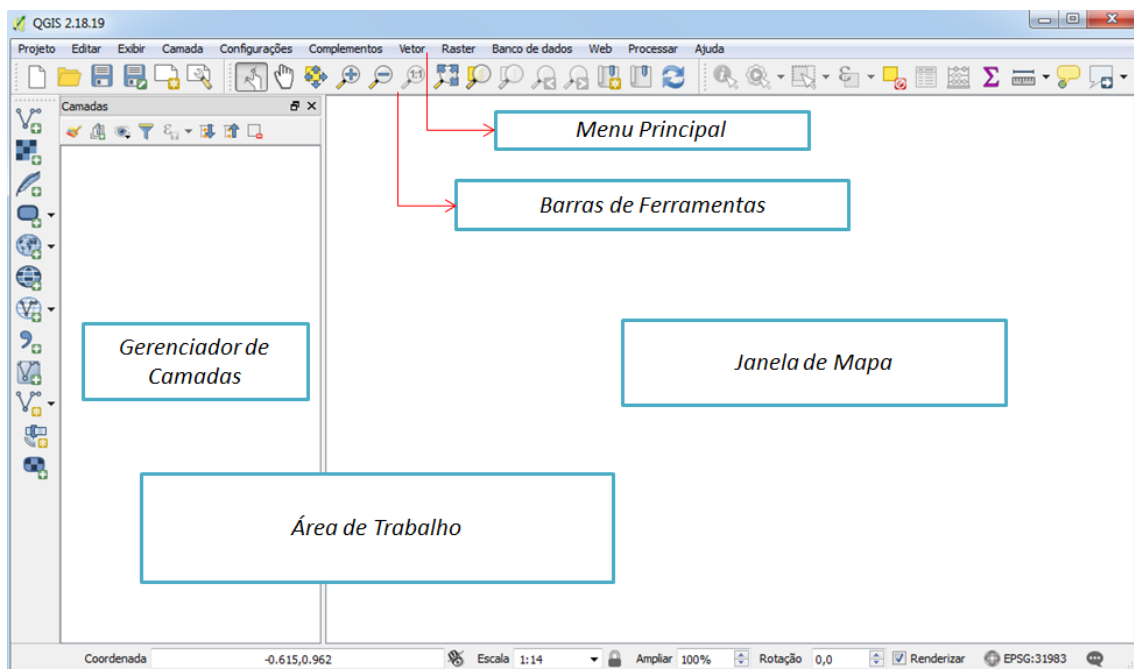 QGIS 2.18.19
Projeto Editar Exibir Camada Configurações Complementos Vetor Raster Banco de dados Web Processar Ajuda
Camadas
Menu Principal
Barras de Ferramentas
Gerenciador de
Camadas
Janela de Mapa
Área de Trabalho
Coordenada -0.615,0.962 Escala 1:14 Ampliar 100% Rotação 0,0 Renderizar EPSG:31983